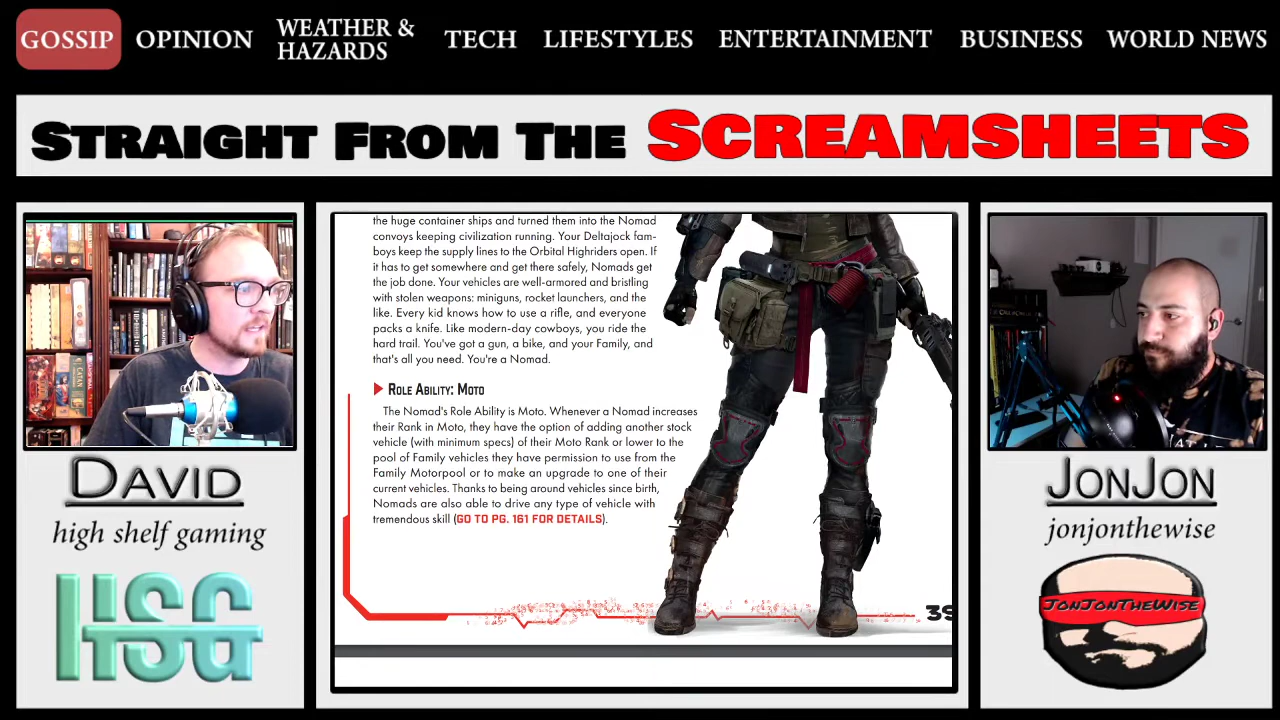 GOSSIP
OPINION
WEATHER &
HAZARDS
TECH
LIFESTYLES
ENTERTAINMENT
BUSINESS
WORLD NEWS
STRAIGHT FROM THE SCREAMSHEETS
the huge container ships and turned them into the Nomad
convoys keeping civilization running. Your Deltajock fam-
boys keep the supply lines to the Orbital Highriders open. If
it has to get somewhere and get there safely, Nomads get
the job done. Your vehicles are well-armored and bristling
with stolen weapons: miniguns, rocket launchers, and the
like. Every kid knows how to use a rifle, and everyone
packs a knife. Like modern-day cowboys, you ride the
hard trail. You've got a gun, a bike, and your Family, and
that's all you need. You're a Nomad.
ROLE ABILITY: MOTO
The Nomad's Role Ability is Moto. Whenever a Nomad increases
their Rank in Moto, they have the option of adding another stock
vehicle (with minimum specs) of their Moto Rank or lower to the
pool of Family vehicles they have permission to use from the
Family Motorpool or to make an upgrade to one of their
current vehicles. Thanks to being around vehicles since birth,
Nomads are also able to drive any type of vehicle with
tremendous skill (GO TO PG. 161 FOR DETAILS).
DAVID
high shelf gaming
HSG
CATAN
JONJON
jonjonthewise
JONJONTHEWISE